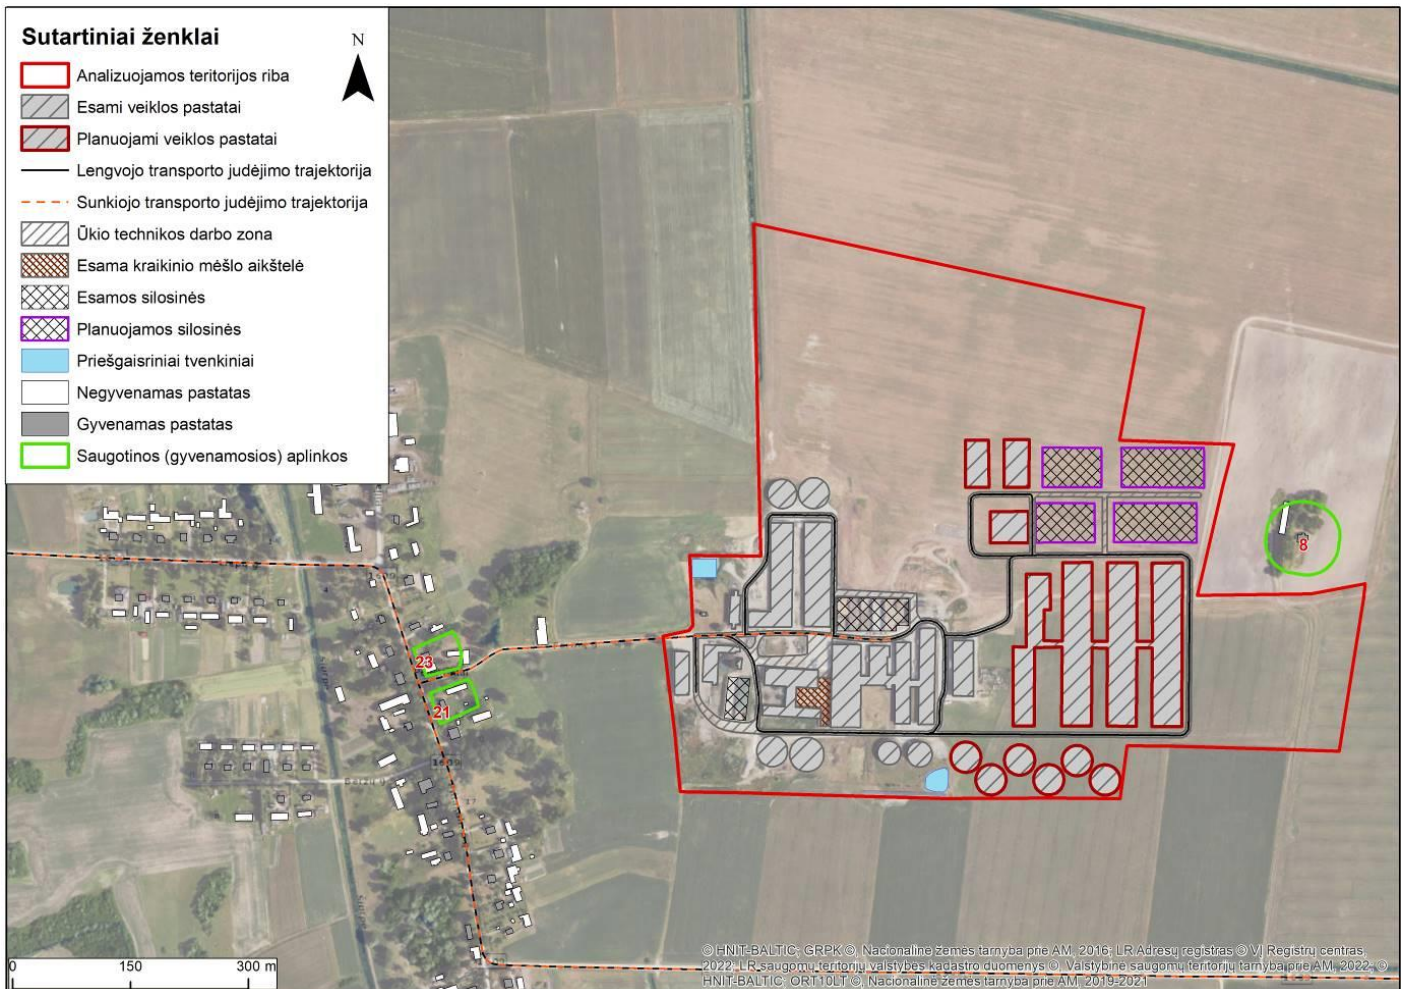 Sutartiniai ženklai
N
Analizuojamos teritorijos riba
Esami veiklos pastatai
Planuojami veiklos pastatai
Lengvojo transporto judėjimo trajektorija
Sunkiojo transporto judėjimo trajektorija
Ūkio technikos darbo zona
Esama kraikinio mėšlo aikštelė
Esamos silosinės
Planuojamos silosinės
Priešgaisriniai tvenkiniai
Negyvenamas pastatas
Gyvenamas pastatas
Saugotinos (gyvenamosios) aplinkos
8
23
21
0 150 300 m
© HNIT-BALTIC; GRPK ©, Nacionalinė žemės tarnyba prie AM, 2016; LR Adresų registras © VĮ Registrų centras,
2022; LR saugomų teritorijų valstybės kadastro duomenys ©, Valstybinė saugomų teritorijų tarnyba prie AM, 2022; ©
HNIT-BALTIC; ORT10LT ©, Nacionalinė žemės tarnyba prie AM, 2019-2021